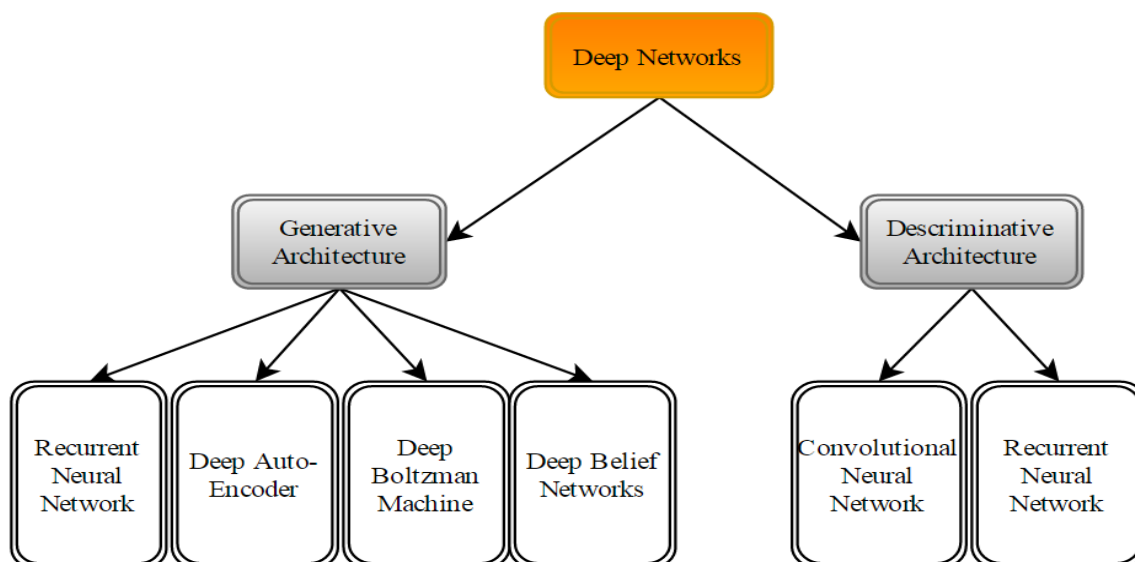 Deep Networks
Generative
Architecture
Descriminative
Architecture
Recurrent
Neural
Network
Deep Auto-
Encoder
Deep
Boltzman
Machine
Deep Belief
Networks
Convolutional
Neural
Network
Recurrent
Neural
Network